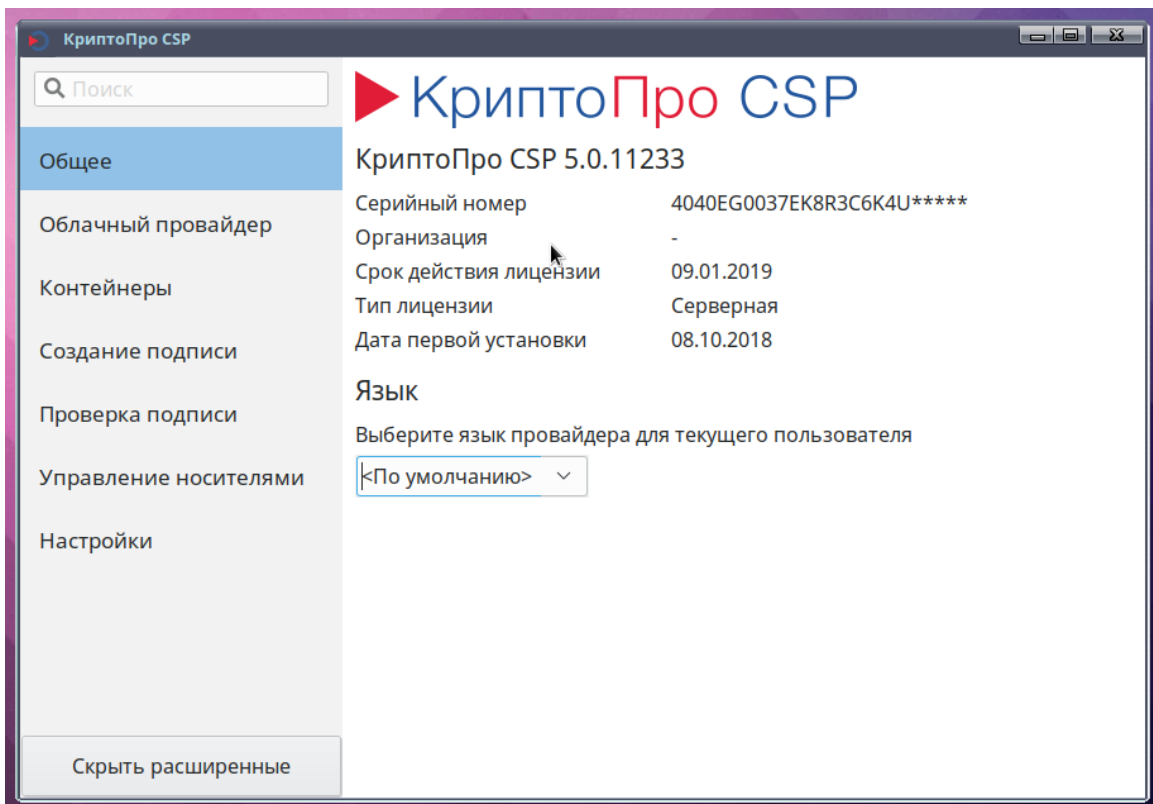 КриптоПро CSP
Поиск
Общее
Облачный провайдер
Контейнеры
Создание подписи
Проверка подписи
Управление носителями
Настройки
Скрыть расширенные
КриптоПро CSP
КриптоПро CSP 5.0.11233
Серийный номер 4040EG0037EK8R3C6K4U*****
Организация -
Срок действия лицензии 09.01.2019
Тип лицензии Серверная
Дата первой установки 08.10.2018
Язык
Выберите язык провайдера для текущего пользователя
<По умолчанию>